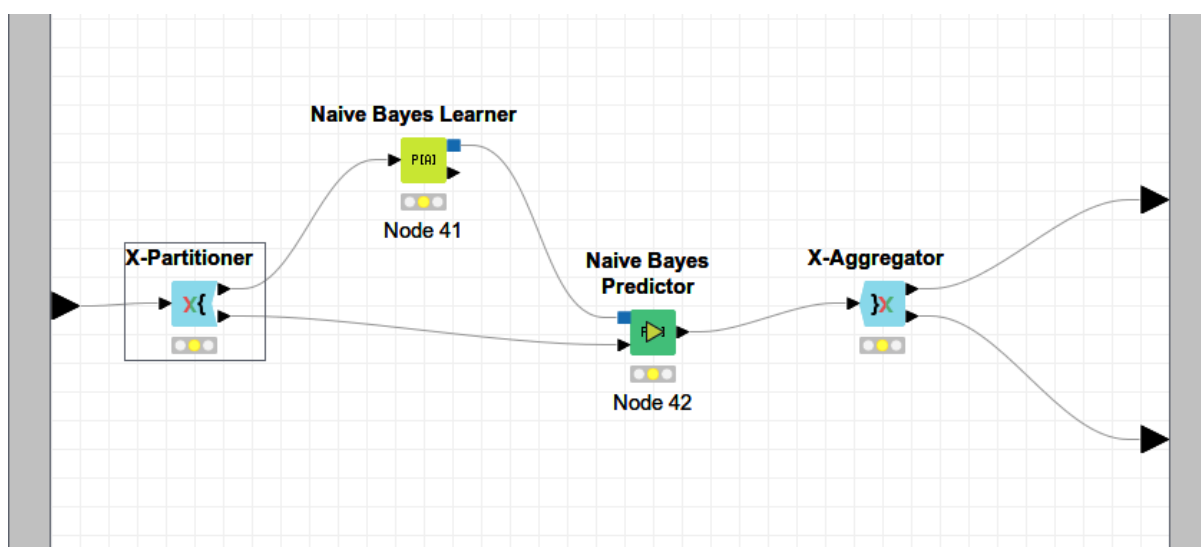 Naive Bayes Learner
P[A]
Node 41
X-Partitioner
X{
Naive Bayes
Predictor
Node 42
X-Aggregator
}X